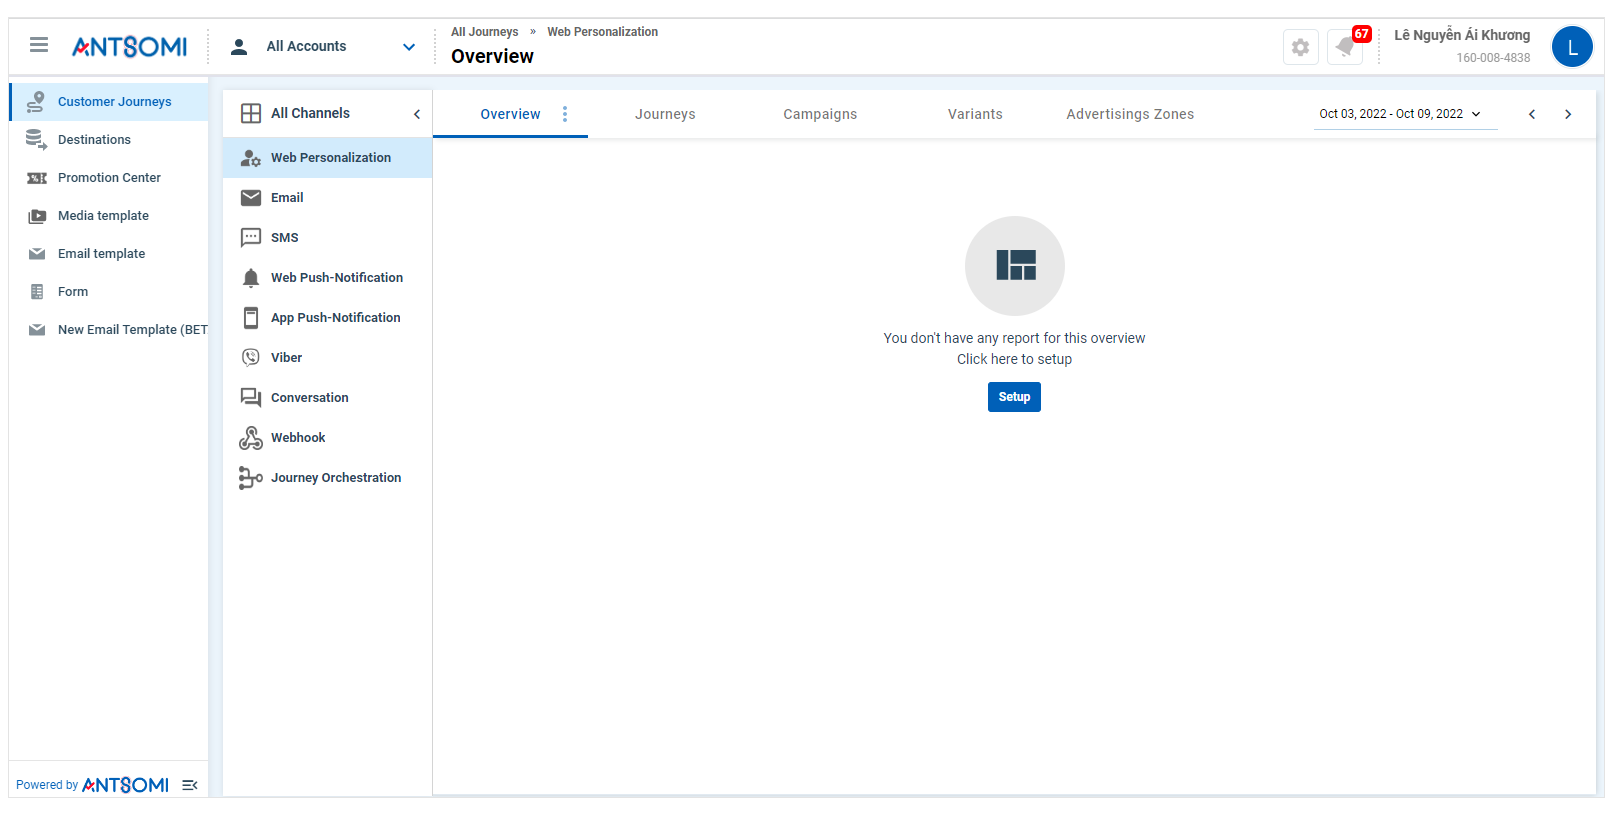 ANTSOMI
All Accounts
All Journeys » Web Personalization
Overview
67
Lê Nguyễn Ái Khương
160-008-4838
L
Customer Journeys
Destinations
Promotion Center
Media template
Email template
Form
New Email Template (BET
Powered by ANTSOMI
All Channels
Web Personalization
Email
SMS
Web Push-Notification
App Push-Notification
Viber
Conversation
Webhook
Journey Orchestration
Overview
Journeys
Campaigns
Variants
Advertisings Zones
Oct 03, 2022 - Oct 09, 2022
You don't have any report for this overview
Click here to setup
Setup